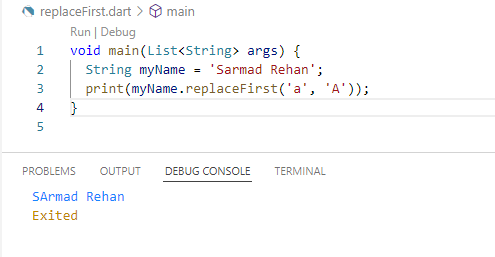 replaceFirst.dart > main
Run | Debug
1 void main(List<String> args) {
2 String myName = 'Sarmad Rehan';
3 print(myName.replaceFirst('a', 'A'));
4 }
5
PROBLEMS OUTPUT DEBUG CONSOLE TERMINAL
SArmad Rehan
Exited